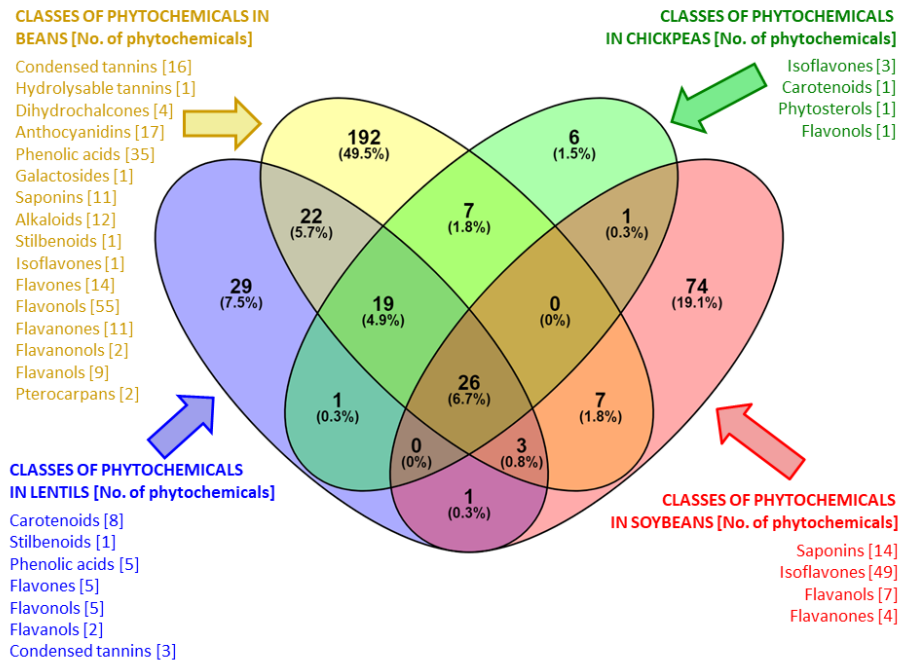 CLASSES OF PHYTOCHEMICALS IN
BEANS [No. of phytochemicals]
Condensed tannins [16]
Hydrolysable tannins [1]
Dihydrochalcones [4]
Anthocyanidins [17]
Phenolic acids [35]
Galactosides [1]
Saponins [11]
Alkaloids [12]
Stilbenoids [1]
Isoflavones [1]
Flavones [14]
Flavonols [55]
Flavanones [11]
Flavanonols [2]
Flavanols [9]
Pterocarpans [2]
CLASSES OF PHYTOCHEMICALS
IN CHICKPEAS [No. of phytochemicals]
Isoflavones [3]
Carotenoids [1]
Phytosterols [1]
Flavonols [1]
192
(49.5%)
6
(1.5%)
22
(5.7%)
7
(1.8%)
1
(0.3%)
29
(7.5%)
19
(4.9%)
0
(0%)
74
(19.1%)
1
(0.3%)
26
(6.7%)
7
(1.8%)
0
(0%)
3
(0.8%)
1
(0.3%)
CLASSES OF PHYTOCHEMICALS
IN LENTILS [No. of phytochemicals]
Carotenoids [8]
Stilbenoids [1]
Phenolic acids [5]
Flavones [5]
Flavonols [5]
Flavanols [2]
Condensed tannins [3]
CLASSES OF PHYTOCHEMICALS
IN SOYBEANS [No. of phytochemicals]
Saponins [14]
Isoflavones [49]
Flavanols [7]
Flavanones [4]